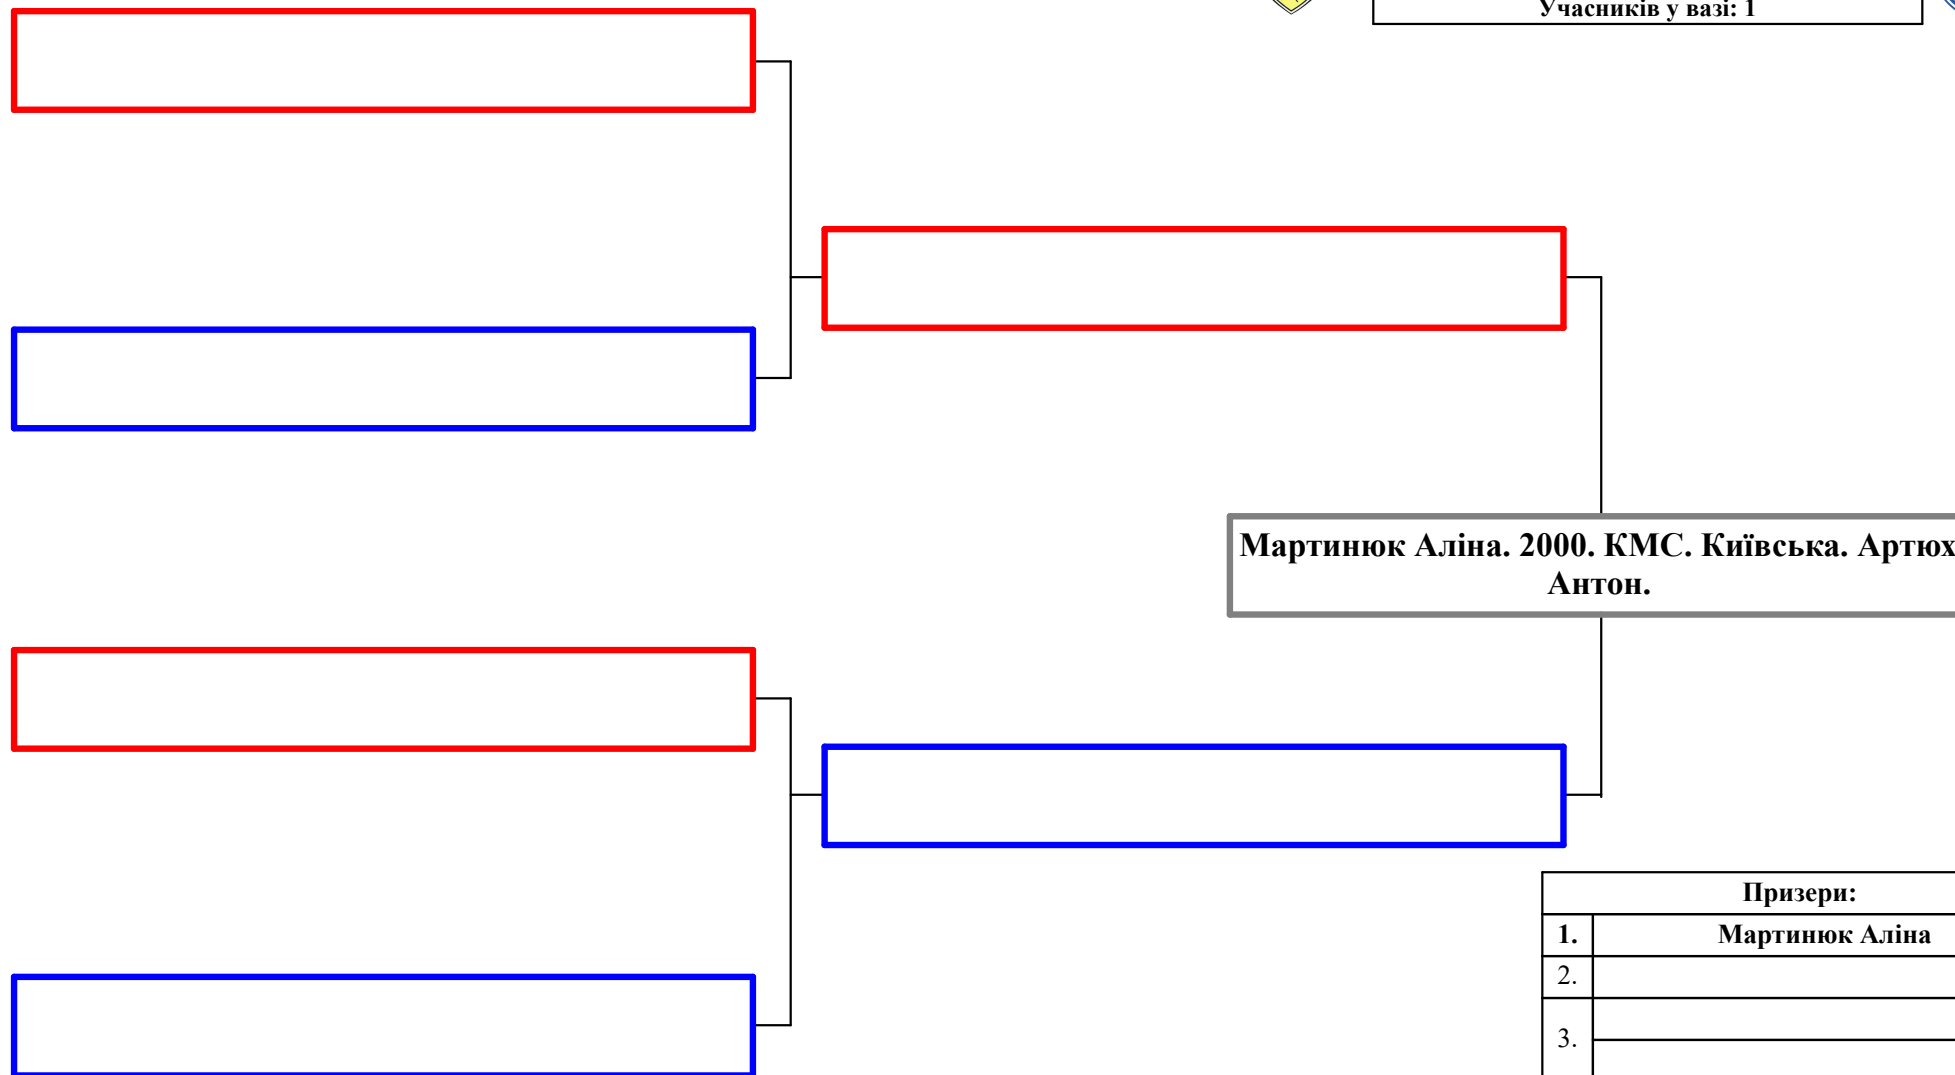 Учасників у вазі: 1
Мартинюк Аліна. 2000. КМС. Київська. Артюх
Антон.
Призери:
1. Мартинюк Аліна
2.
3.